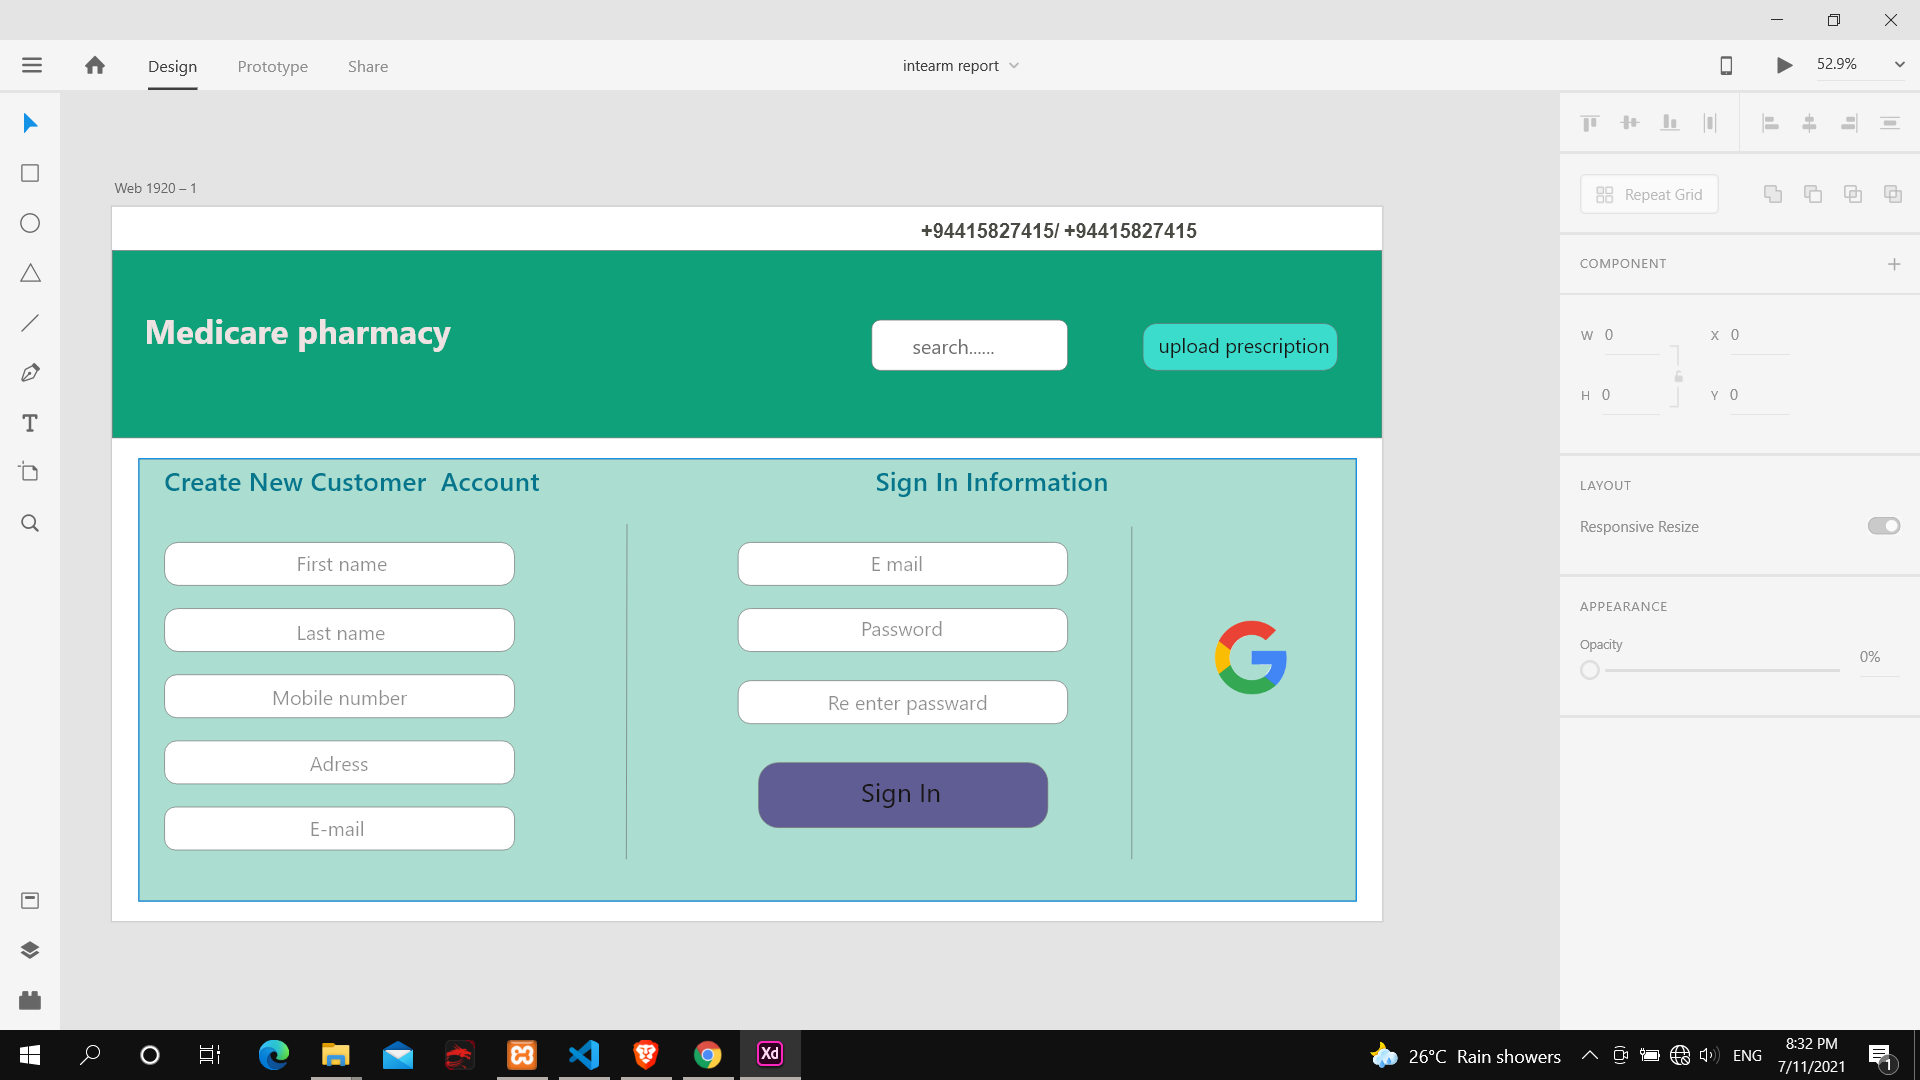 Design Prototype Share
intearm report
52.9%
Web 1920 – 1
+94415827415/ +94415827415
Medicare pharmacy
search......
upload prescription
Create New Customer  Account
First name
Last name
Mobile number
Adress
E-mail
Sign In Information
E mail
Password
Re enter passward
Sign In
Repeat Grid
COMPONENT
W 0 X 0
H 0 Y 0
LAYOUT
Responsive Resize
APPEARANCE
Opacity
0%
Xd
26°C Rain showers
ENG
8:32 PM
7/11/2021
1